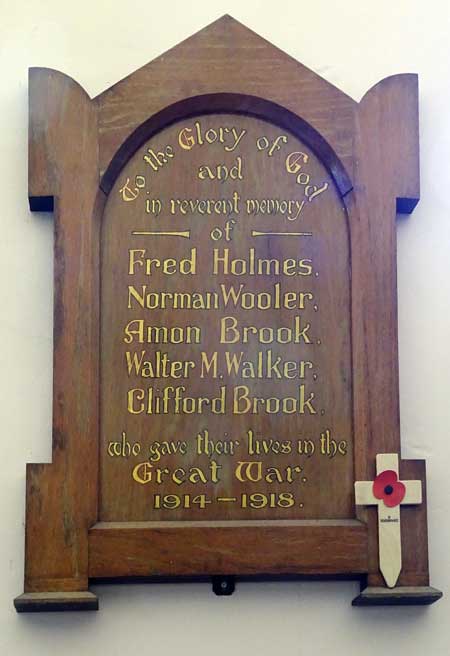 To the Glory of God
and
in reverent memory
of
Fred Holmes.
Norman Wooler.
Amon Brook.
Walter M. Walker.
Clifford Brook.
who gave their lives in the
Great War.
1914-1918.